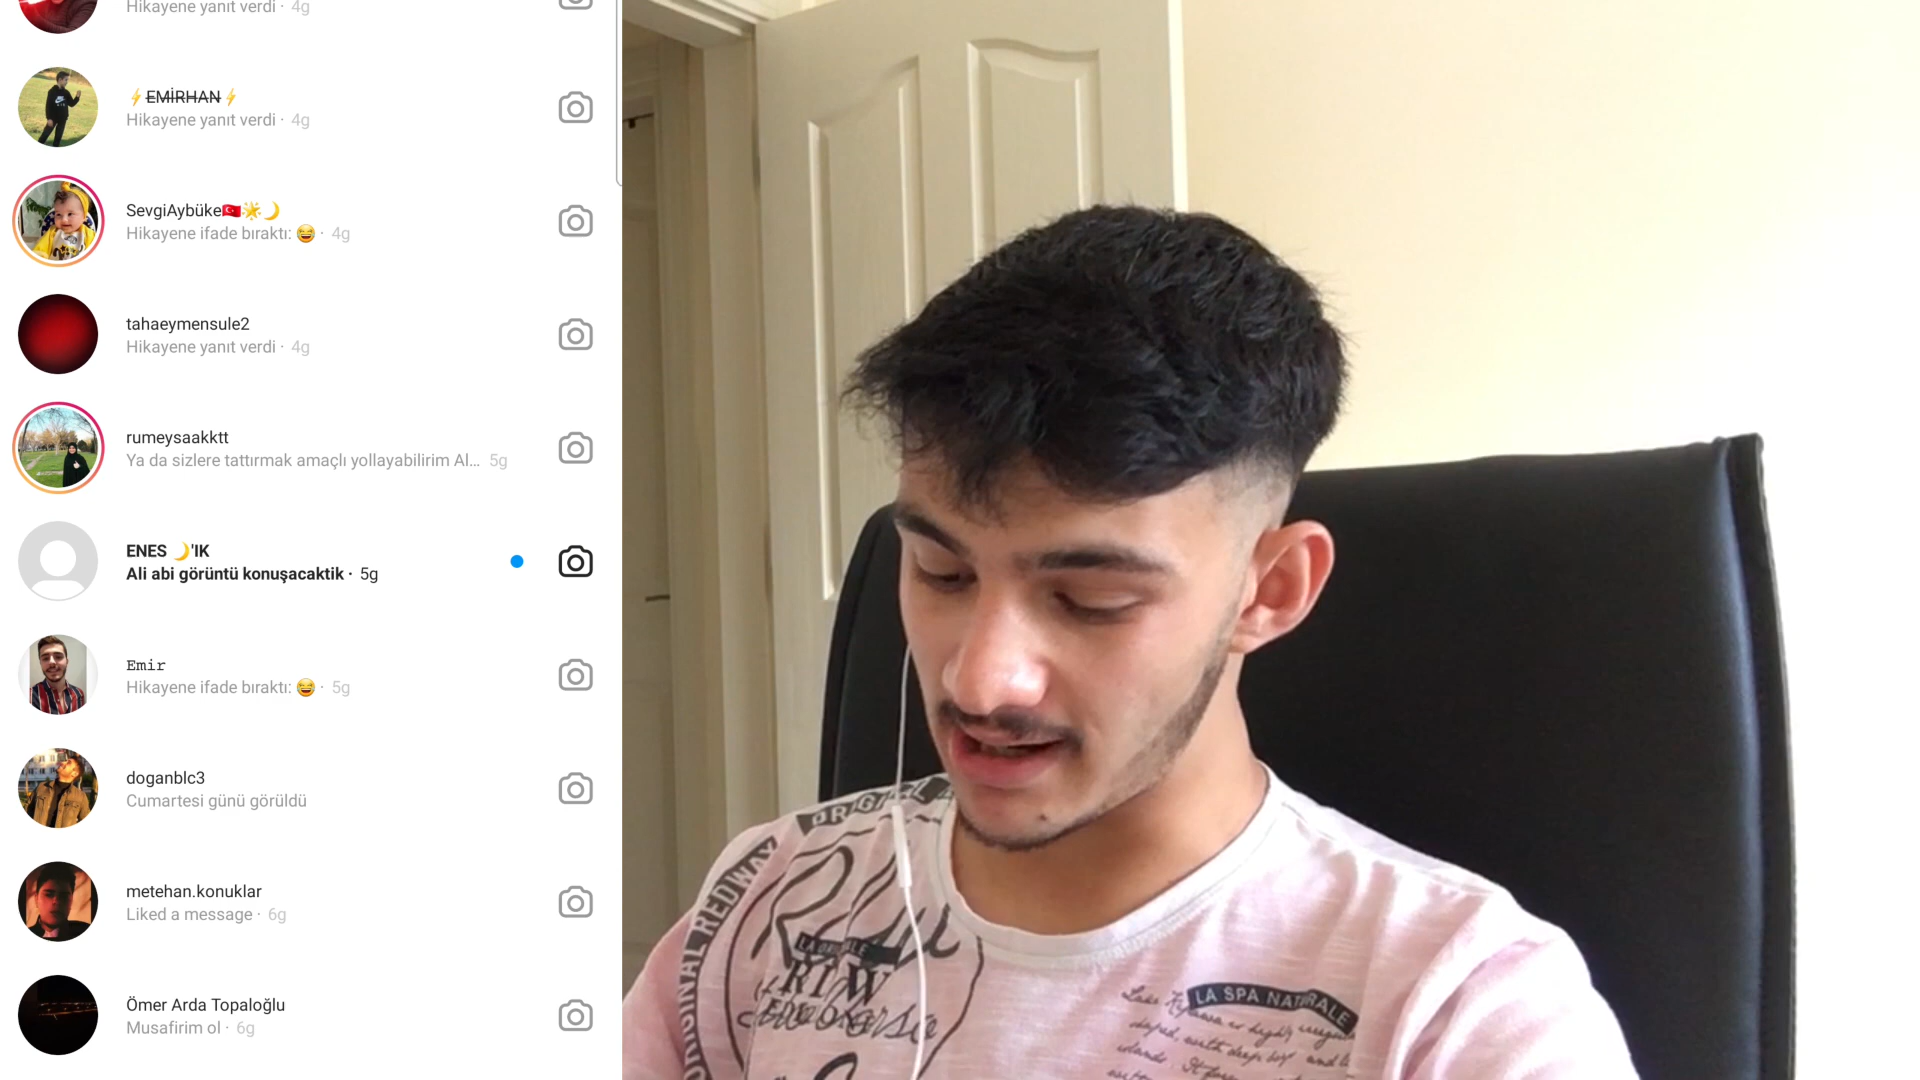 Hikayene yanıt verdi · 4g
⚡EMİRHAN⚡
Hikayene yanıt verdi · 4g
SevgiAybüke🇹🇷🌟🌙
Hikayene ifade bıraktı: 😂 · 4g
tahaeymensule2
Hikayene yanıt verdi · 4g
rumeysaakktt
Ya da sizlere tattırmak amaçlı yollayabilirim Al... 5g
ENES 🌙'IK
Ali abi görüntü konuşacaktik · 5g
Emir
Hikayene ifade bıraktı: 😂 · 5g
doganblc3
Cumartesi günü görüldü
metehan.konuklar
Liked a message · 6g
Ömer Arda Topaloğlu
Musafirim ol · 6g
ORIGINAL REDWAY
LA SPA NATURALE